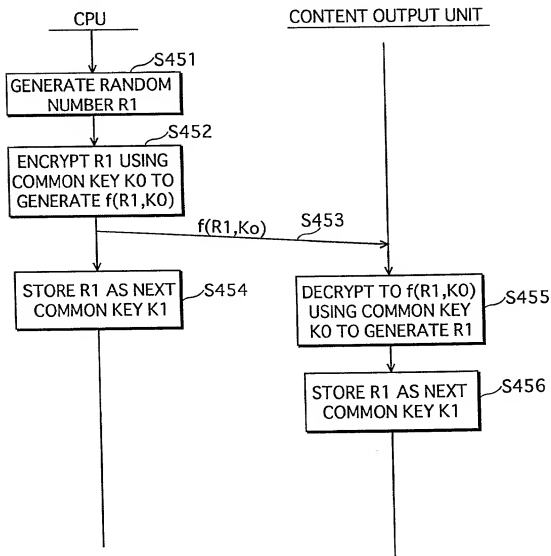 CPU
CONTENT OUTPUT UNIT
S451
GENERATE RANDOM
NUMBER R1
S452
ENCRYPT R1 USING
COMMON KEY K0 TO
GENERATE f(R1,K0)
f(R1,Ko)
S453
STORE R1 AS NEXT
COMMON KEY K1
S454
DECRYPT TO f(R1,K0)
USING COMMON KEY
K0 TO GENERATE R1
S455
STORE R1 AS NEXT
COMMON KEY K1
S456